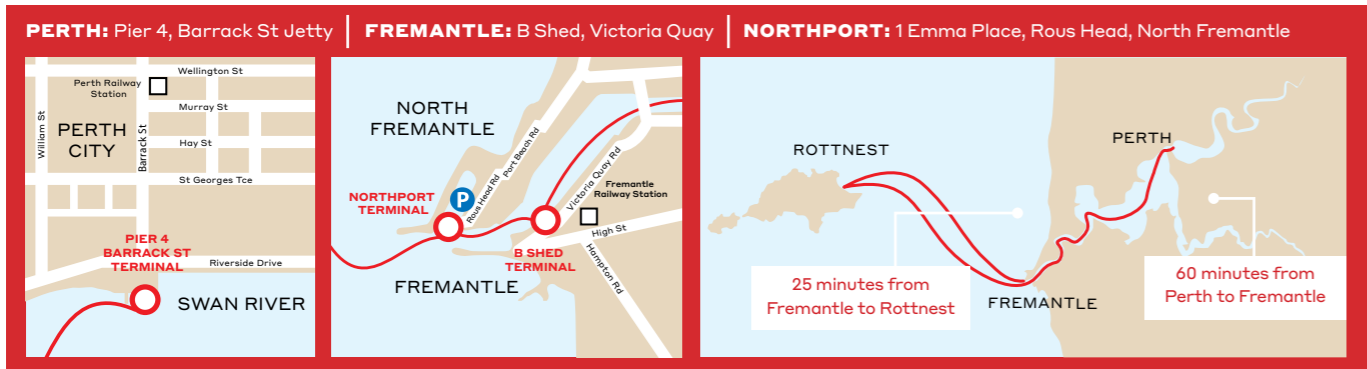 PERTH: Pier 4, Barrack St Jetty
FREMANTLE: B Shed, Victoria Quay
NORTHPORT: 1 Emma Place, Rous Head, North Fremantle
Wellington St
Perth Railway
Station
Murray St
William St
PERTH
CITY
Barrack St
Hay St
St Georges Tce
PIER 4
BARRACK ST
TERMINAL
Riverside Drive
SWAN RIVER
NORTH
FREMANTLE
Port Beach Rd
Rous Head Rd
P
NORTHPORT
TERMINAL
Victoria Quay Rd
Fremantle
Railway Station
High St
B SHED
TERMINAL
Hampton Rd
FREMANTLE
ROTTNEST
PERTH
25 minutes from
Fremantle to Rottnest
FREMANTLE
60 minutes from
Perth to Fremantle